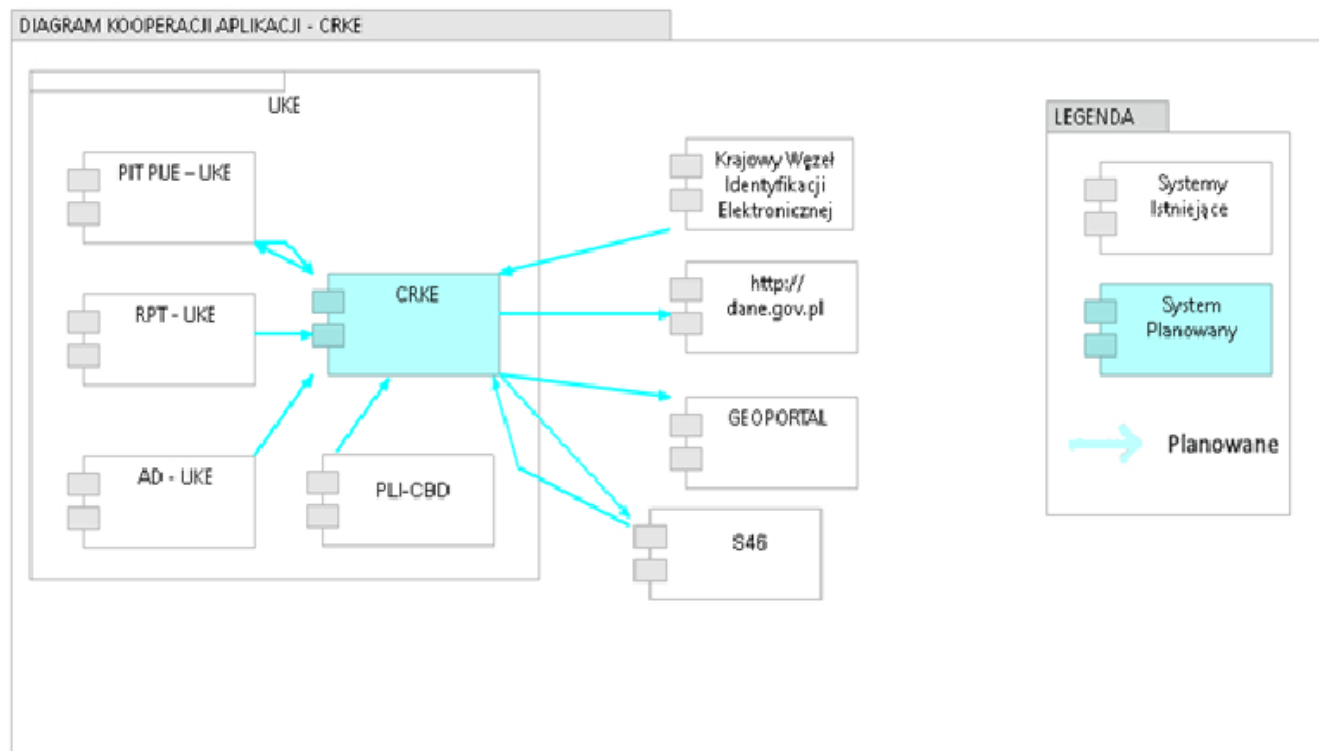 DIAGRAM KOOPERACJI APLIKACJI - CRKE
UKE
PIT PUE – UKE
RPT - UKE
AD - UKE
PLI-CBD
CRKE
Krajowy Węzeł
Identyfikacji
Elektronicznej
http://
dane.gov.pl
GEOPORTAL
S46
LEGENDA
Systemy
Istniejące
System
Planowany
Planowane